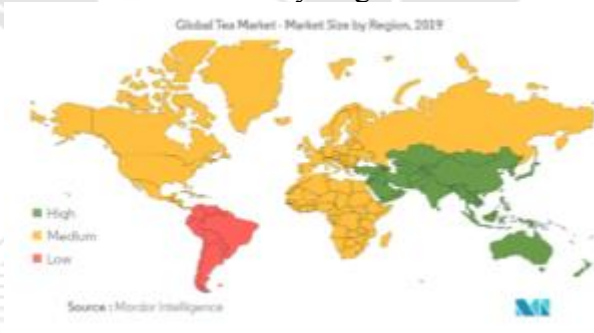 Global Tea Market - Market Size by Region, 2019
High
Medium
Low
Source : Mordor Intelligence